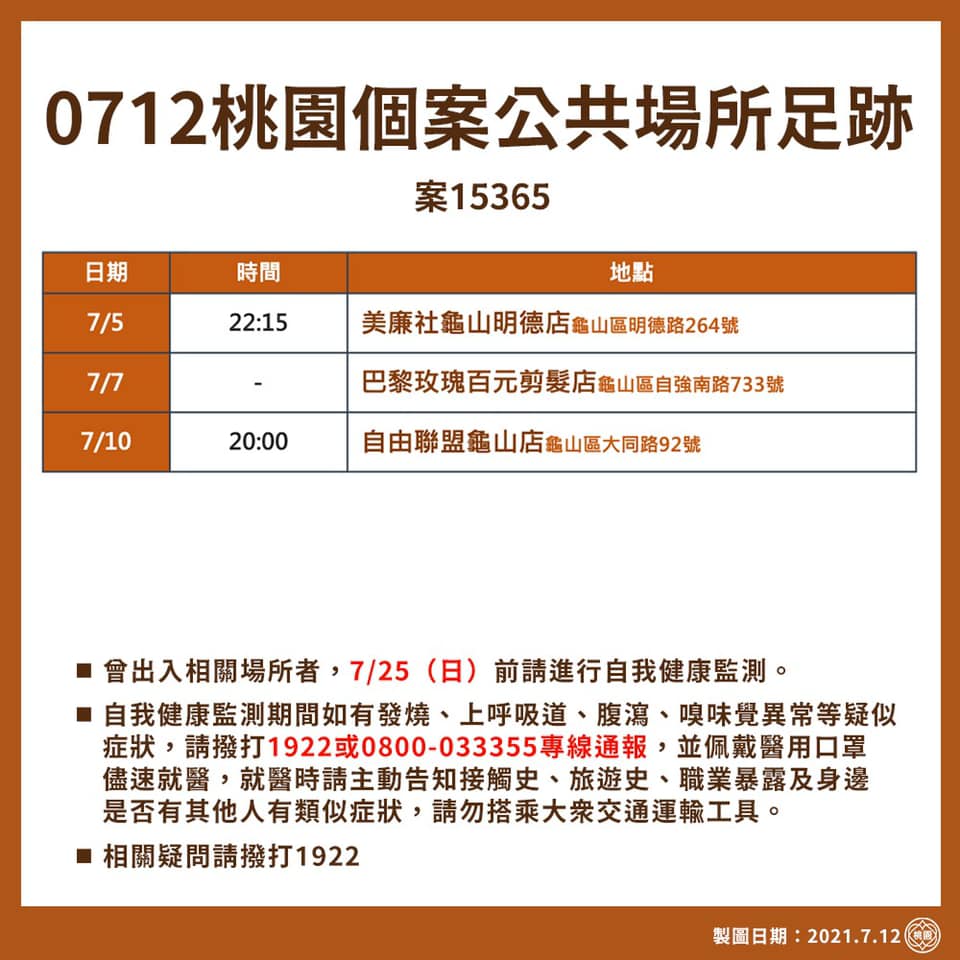 0712桃園個案公共場所足跡
案15365
日期 時間 地點
7/5 22:15 美廉社龜山明德店龜山區明德路264號
7/7 - 巴黎玫瑰百元剪髮店龜山區自強南路733號
7/10 20:00 自由聯盟龜山店龜山區大同路92號
■ 曾出入相關場所者，7/25（日）前請進行自我健康監測。
■ 自我健康監測期間如有發燒、上呼吸道、腹瀉、嗅味覺異常等疑似
症狀，請撥打1922或0800-033355專線通報，並佩戴醫用口罩
儘速就醫，就醫時請主動告知接觸史、旅遊史、職業暴露及身邊
是否有其他人有類似症狀，請勿搭乘大眾交通運輸工具。
■ 相關疑問請撥打1922
製圖日期：2021.7.12 桃園